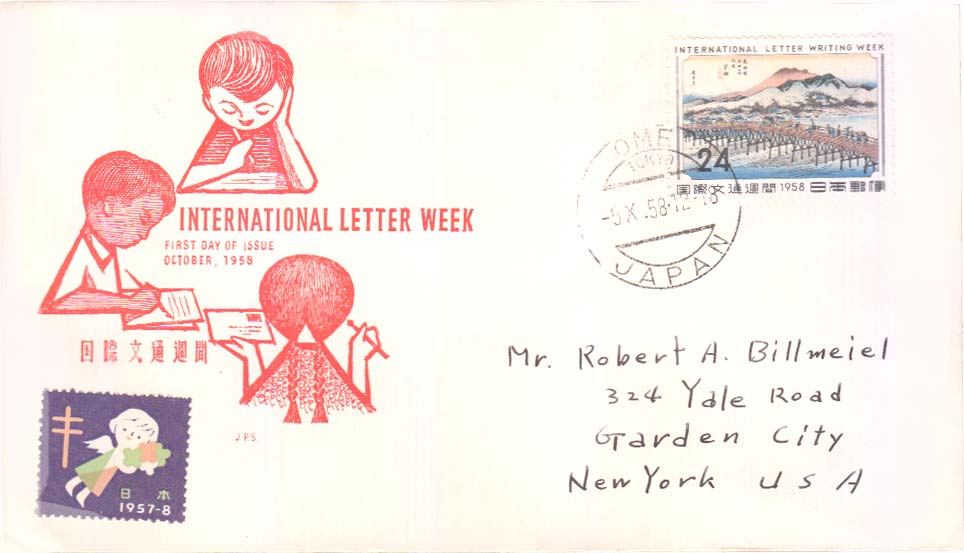 INTERNATIONAL LETTER WEEK
FIRST DAY OF ISSUE
OCTOBER, 1958
国際文通週間
J.P.S.
日本
1957-8
INTERNATIONAL LETTER WRITING WEEK
24
国際文通週間 1958 日本郵便
OME
TOKYO
-5.X.58.12-18
JAPAN
Mr. Robert A. Billmeiel
324 Yale Road
Garden City
New York USA